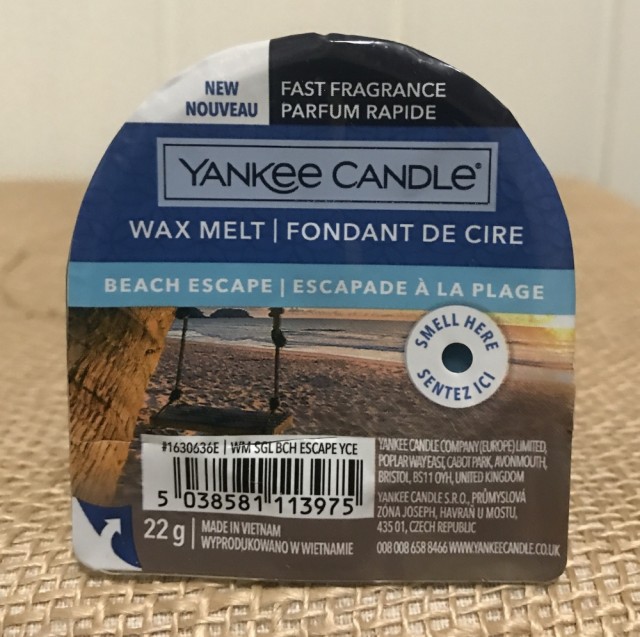 NEW
NOUVEAU
FAST FRAGRANCE
PARFUM RAPIDE
YANKEE CANDLE®
WAX MELT | FONDANT DE CIRE
BEACH ESCAPE | ESCAPADE À LA PLAGE
SMELL HERE
SENTEZ ICI
#1630636E | WM SGL BCH ESCAPE YCE
5 038581 113975
22 g
MADE IN VIETNAM
WYPRODUKOWANO W WIETNAMIE
YANKEE CANDLE COMPANY (EUROPE) LIMITED,
POPLAR WAY EAST, CABOT PARK, AVONMOUTH,
BRISTOL, BS11 0YH, UNITED KINGDOM
YANKEE CANDLE S.R.O., PRŮMYSLOVÁ
ZÓNA JOSEPH, HAVRAŇ U MOSTU,
435 01, CZECH REPUBLIC
008 008 658 8466 WWW.YANKEECANDLE.CO.UK